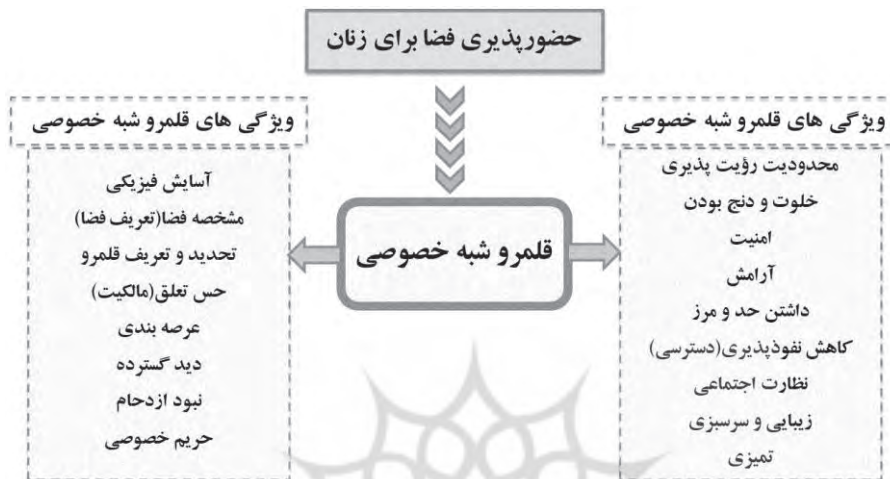 حضورپذیری فضا برای زنان
ویژگی های قلمرو شبه خصوصی
محدودیت رؤیت پذیری
خلوت و دنج بودن
امنیت
آرامش
داشتن حد و مرز
کاهش نفوذپذیری(دسترسی)
نظارت اجتماعی
زیبایی و سرسبزی
تمیزی
قلمرو شبه خصوصی
ویژگی های قلمرو شبه خصوصی
آسایش فیزیکی
مشخصه فضا(تعریف فضا)
تحدید و تعریف قلمرو
حس تعلق(مالکیت)
عرصه بندی
دید گسترده
نبود ازدحام
حریم خصوصی